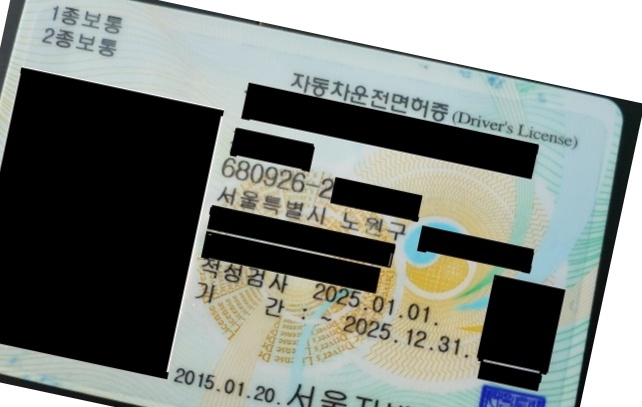 1종보통
2종보통
자동차운전면허증 (Driver's License)
680926-2
서울특별시 노원구
적성검사 2025.01.01.
기 간 : ~ 2025.12.31.
2015.01.20. 서울